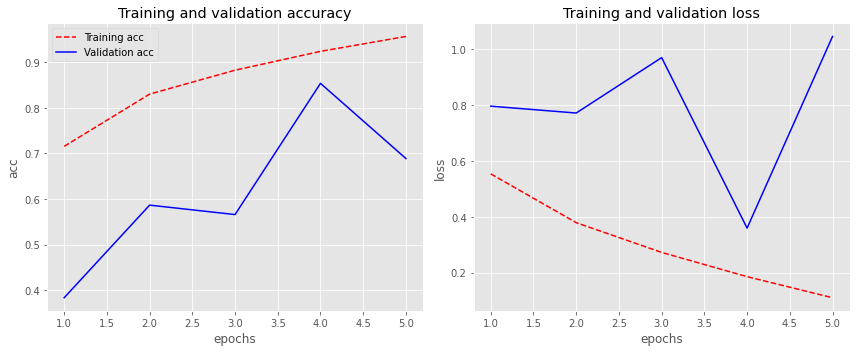 Training and validation accuracy
Training acc
Validation acc
acc
0.9
0.8
0.7
0.6
0.5
0.4
1.0 1.5 2.0 2.5 3.0 3.5 4.0 4.5 5.0
epochs
Training and validation loss
loss
1.0
0.8
0.6
0.4
0.2
1.0 1.5 2.0 2.5 3.0 3.5 4.0 4.5 5.0
epochs